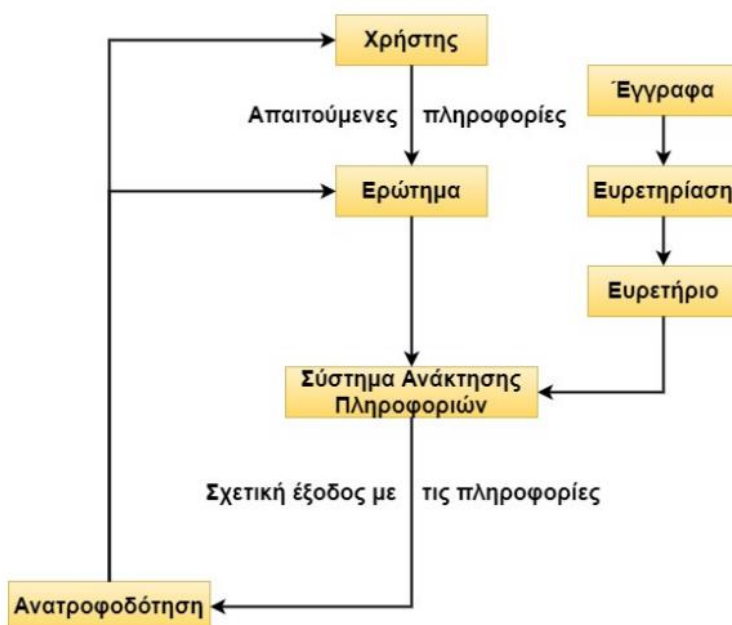 Χρήστης
Έγγραφα
Απαιτούμενες πληροφορίες
Ερώτημα
Ευρετηρίαση
Ευρετήριο
Σύστημα Ανάκτησης
Πληροφοριών
Σχετική έξοδος με τις πληροφορίες
Ανατροφοδότηση